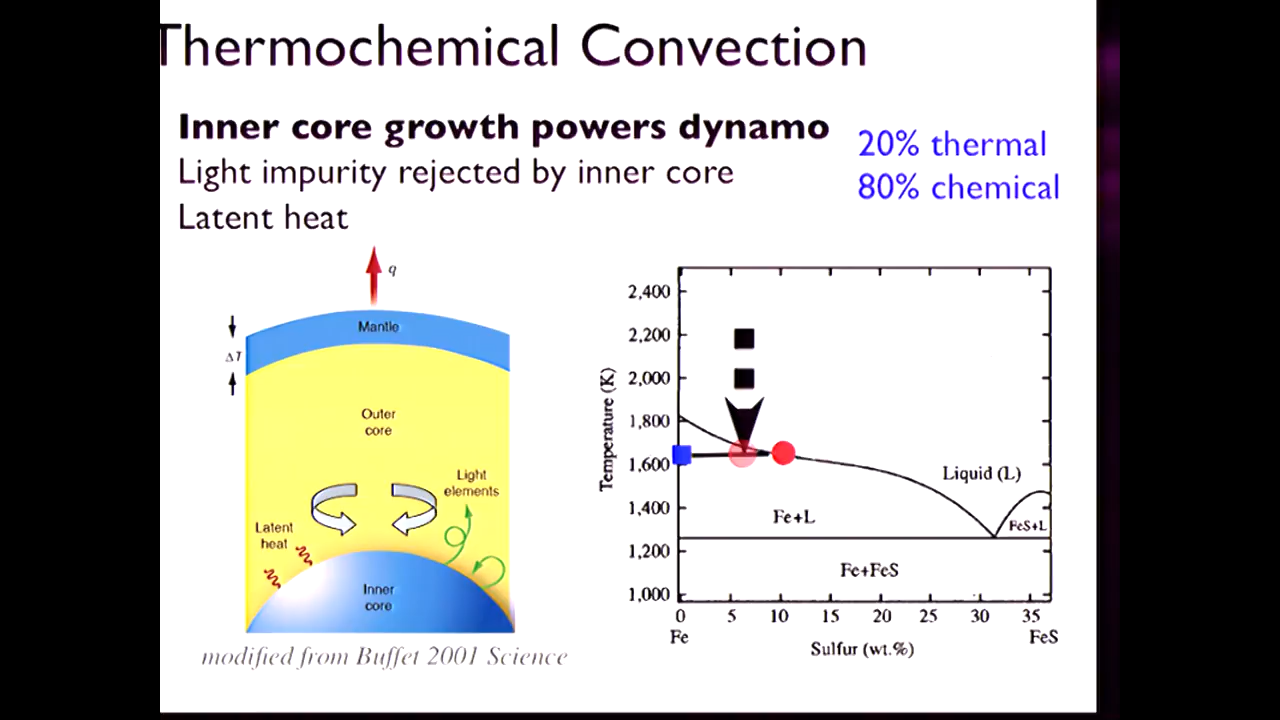 Thermochemical Convection
Inner core growth powers dynamo
Light impurity rejected by inner core
Latent heat
20% thermal
80% chemical
q
Mantle
ΔT
Outer
core
Light
elements
Latent
heat
Inner
core
modified from Buffet 2001 Science
Temperature (K)
2,400
2,200
2,000
1,800
1,600
1,400
1,200
1,000
Liquid (L)
Fe+L
FeS+L
Fe+FeS
0 5 10 15 20 25 30 35
Fe FeS
Sulfur (wt.%)